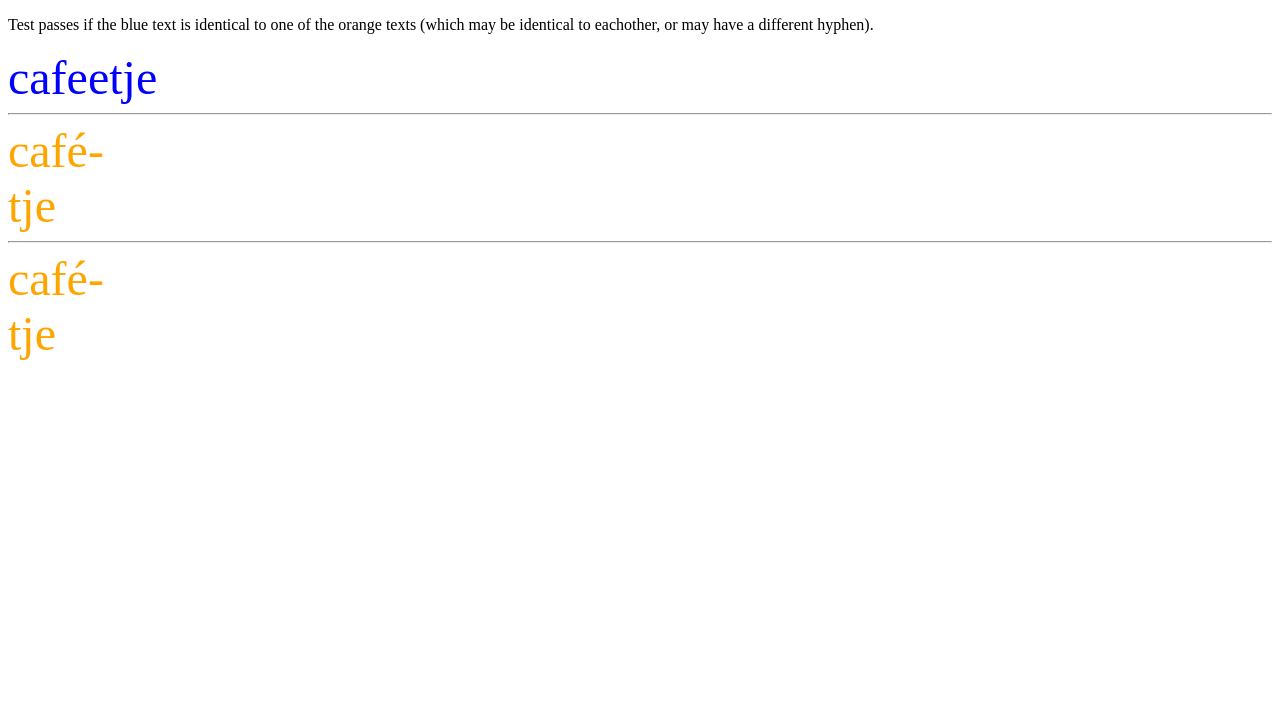 Test passes if the blue text is identical to one of the orange texts (which may be identical to eachother, or may have a different hyphen).
cafeetje
café-
tje
café-
tje